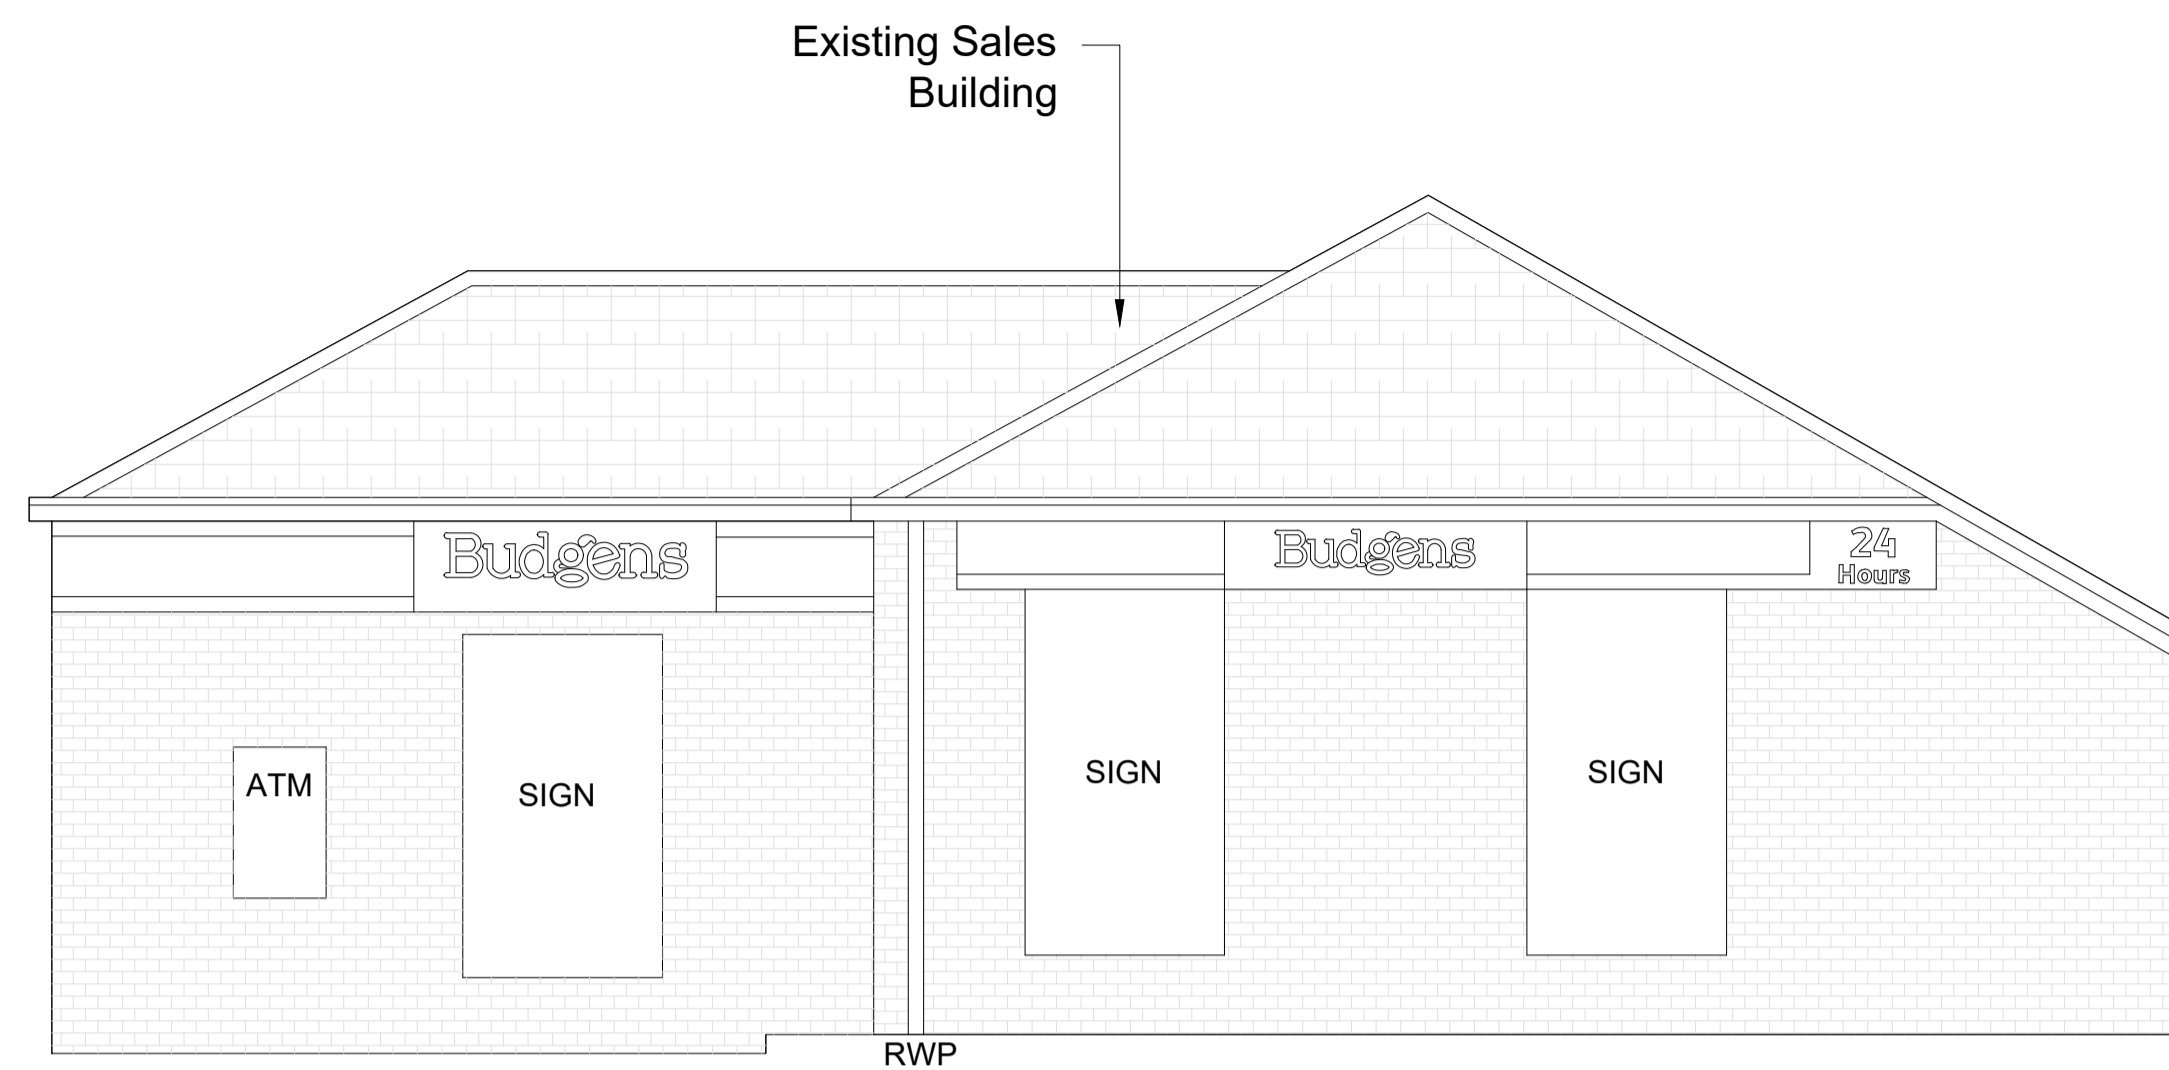 Existing Sales
Building
Budgens
Budgens
24
Hours
ATM
SIGN
SIGN
SIGN
RWP